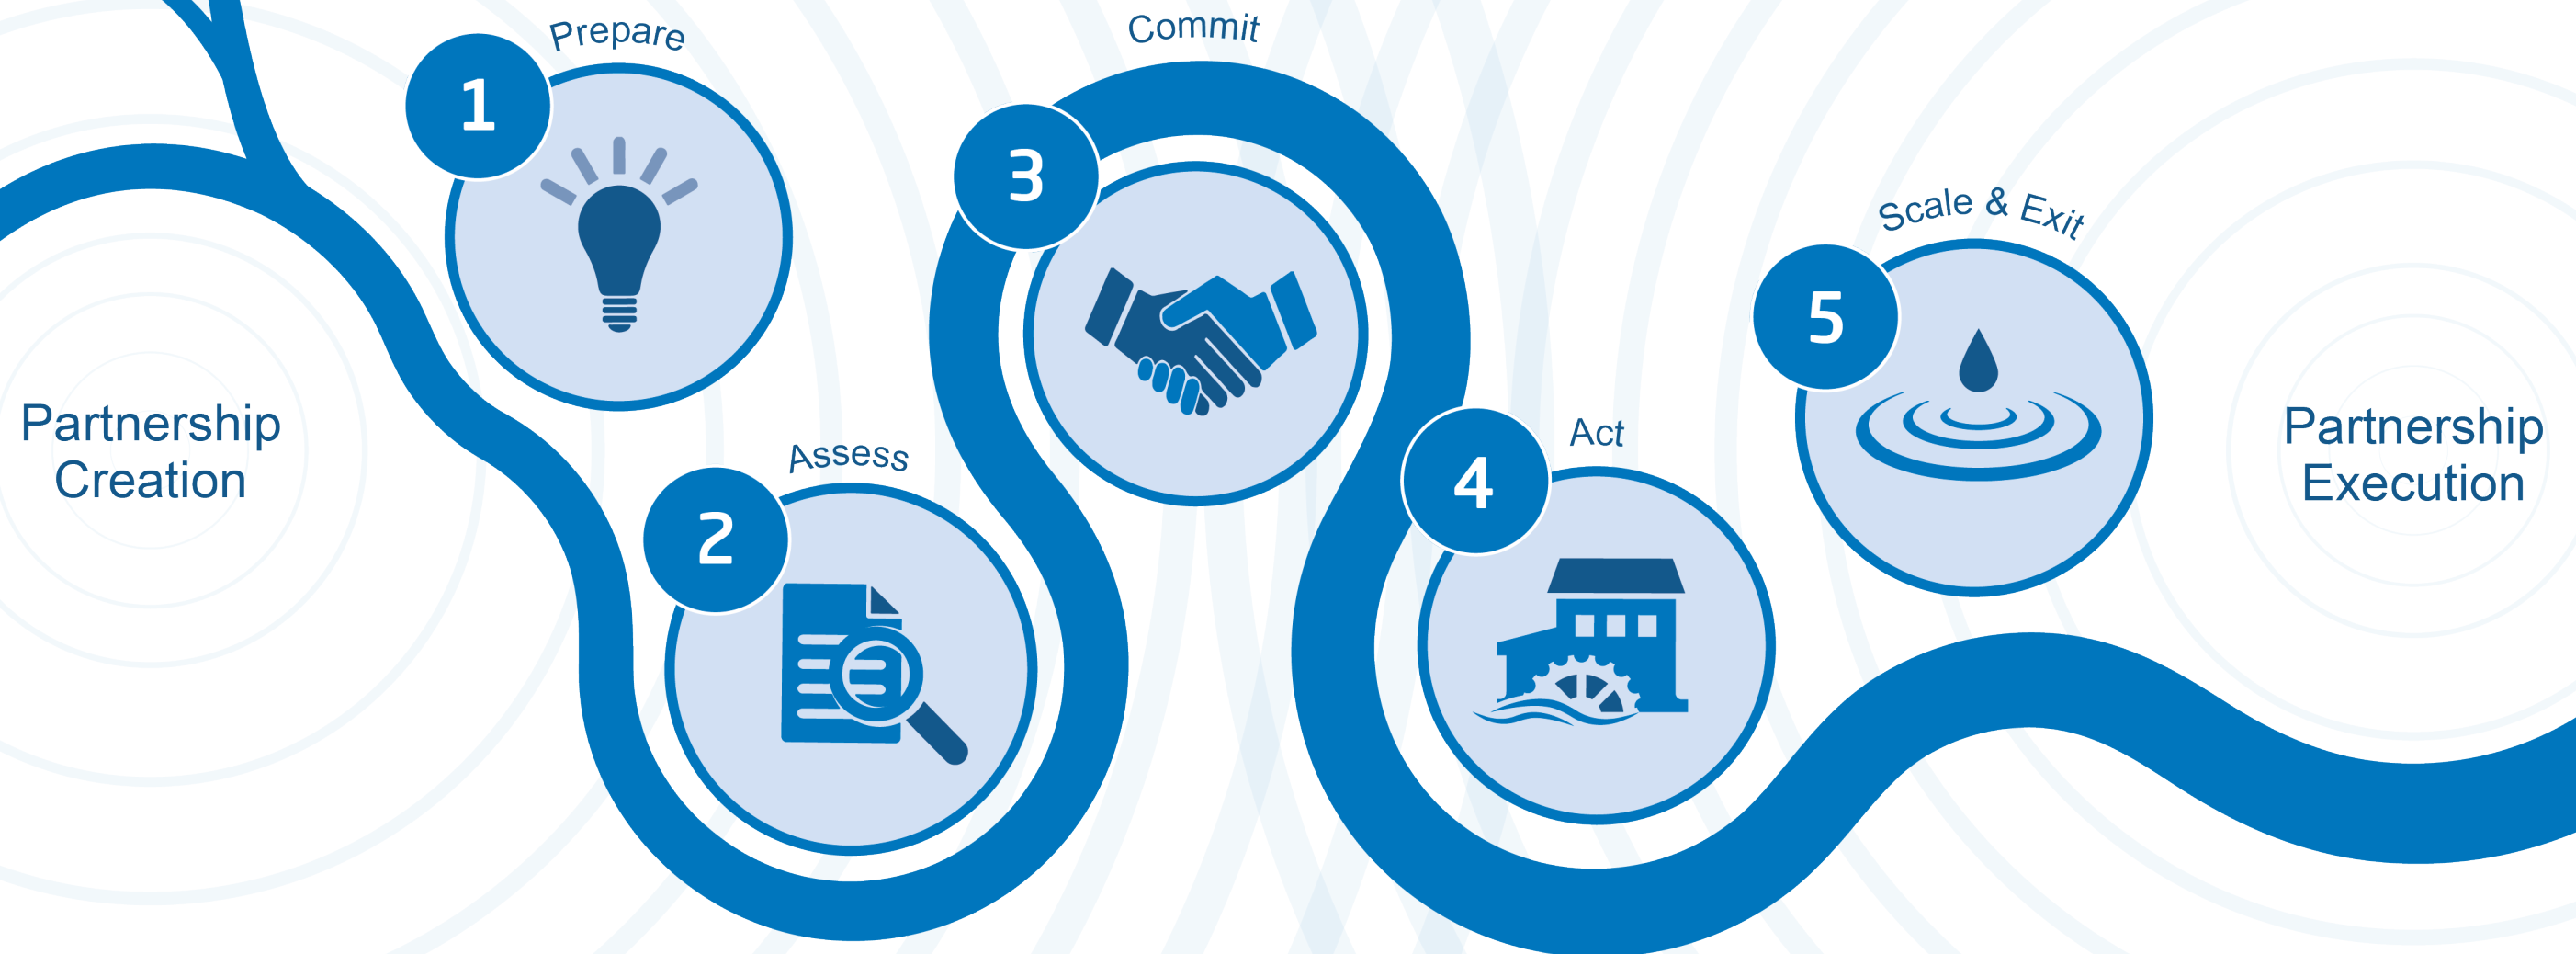 Partnership
Creation
1
Prepare
2
Assess
3
Commit
4
Act
5
Scale & Exit
Partnership
Execution